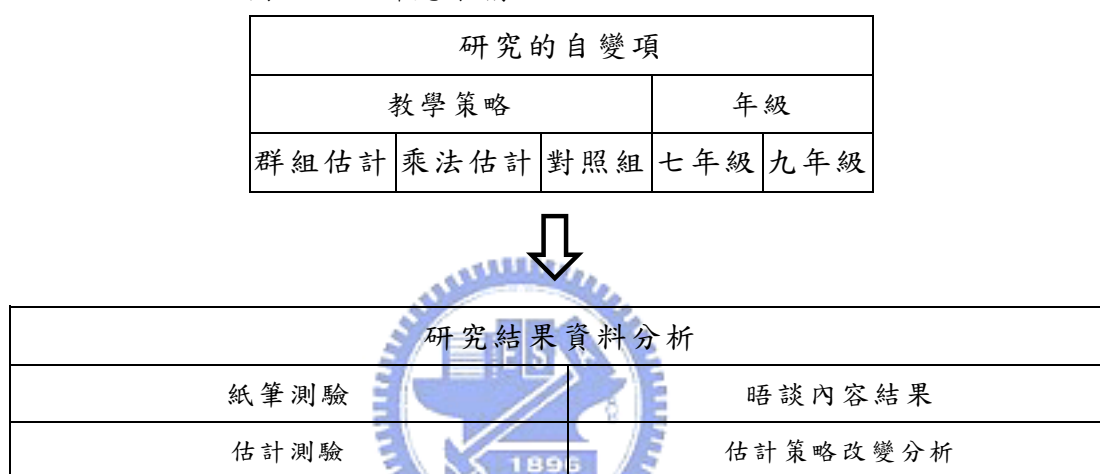 研究的自變項
教學策略 年級
群組估計 乘法估計 對照組 七年級 九年級
研究結果資料分析
紙筆測驗 晤談內容結果
估計測驗 估計策略改變分析
1896